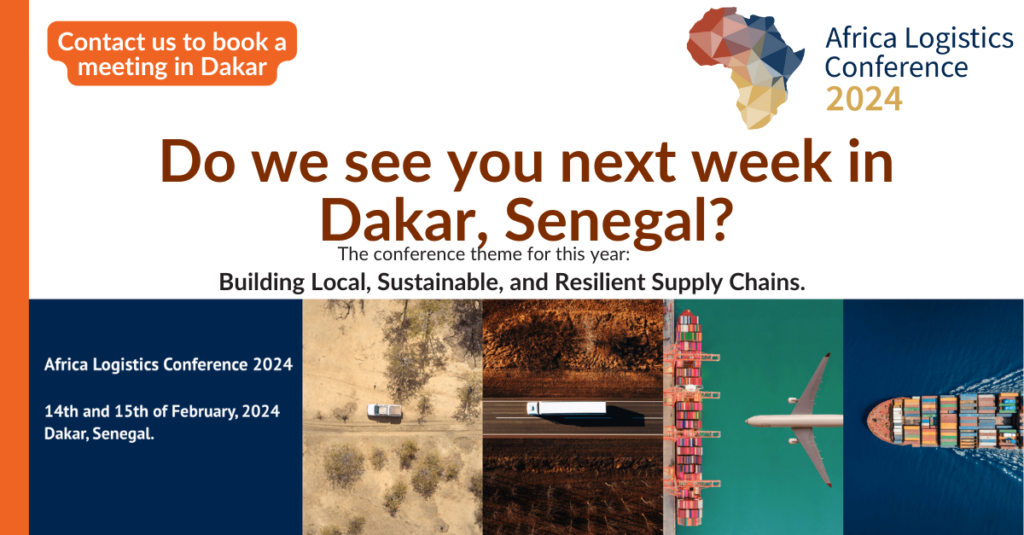 Contact us to book a
meeting in Dakar
Africa Logistics
Conference
2024
Do we see you next week in
Dakar, Senegal?
The conference theme for this year:
Building Local, Sustainable, and Resilient Supply Chains.
Africa Logistics Conference 2024
14th and 15th of February, 2024
Dakar, Senegal.